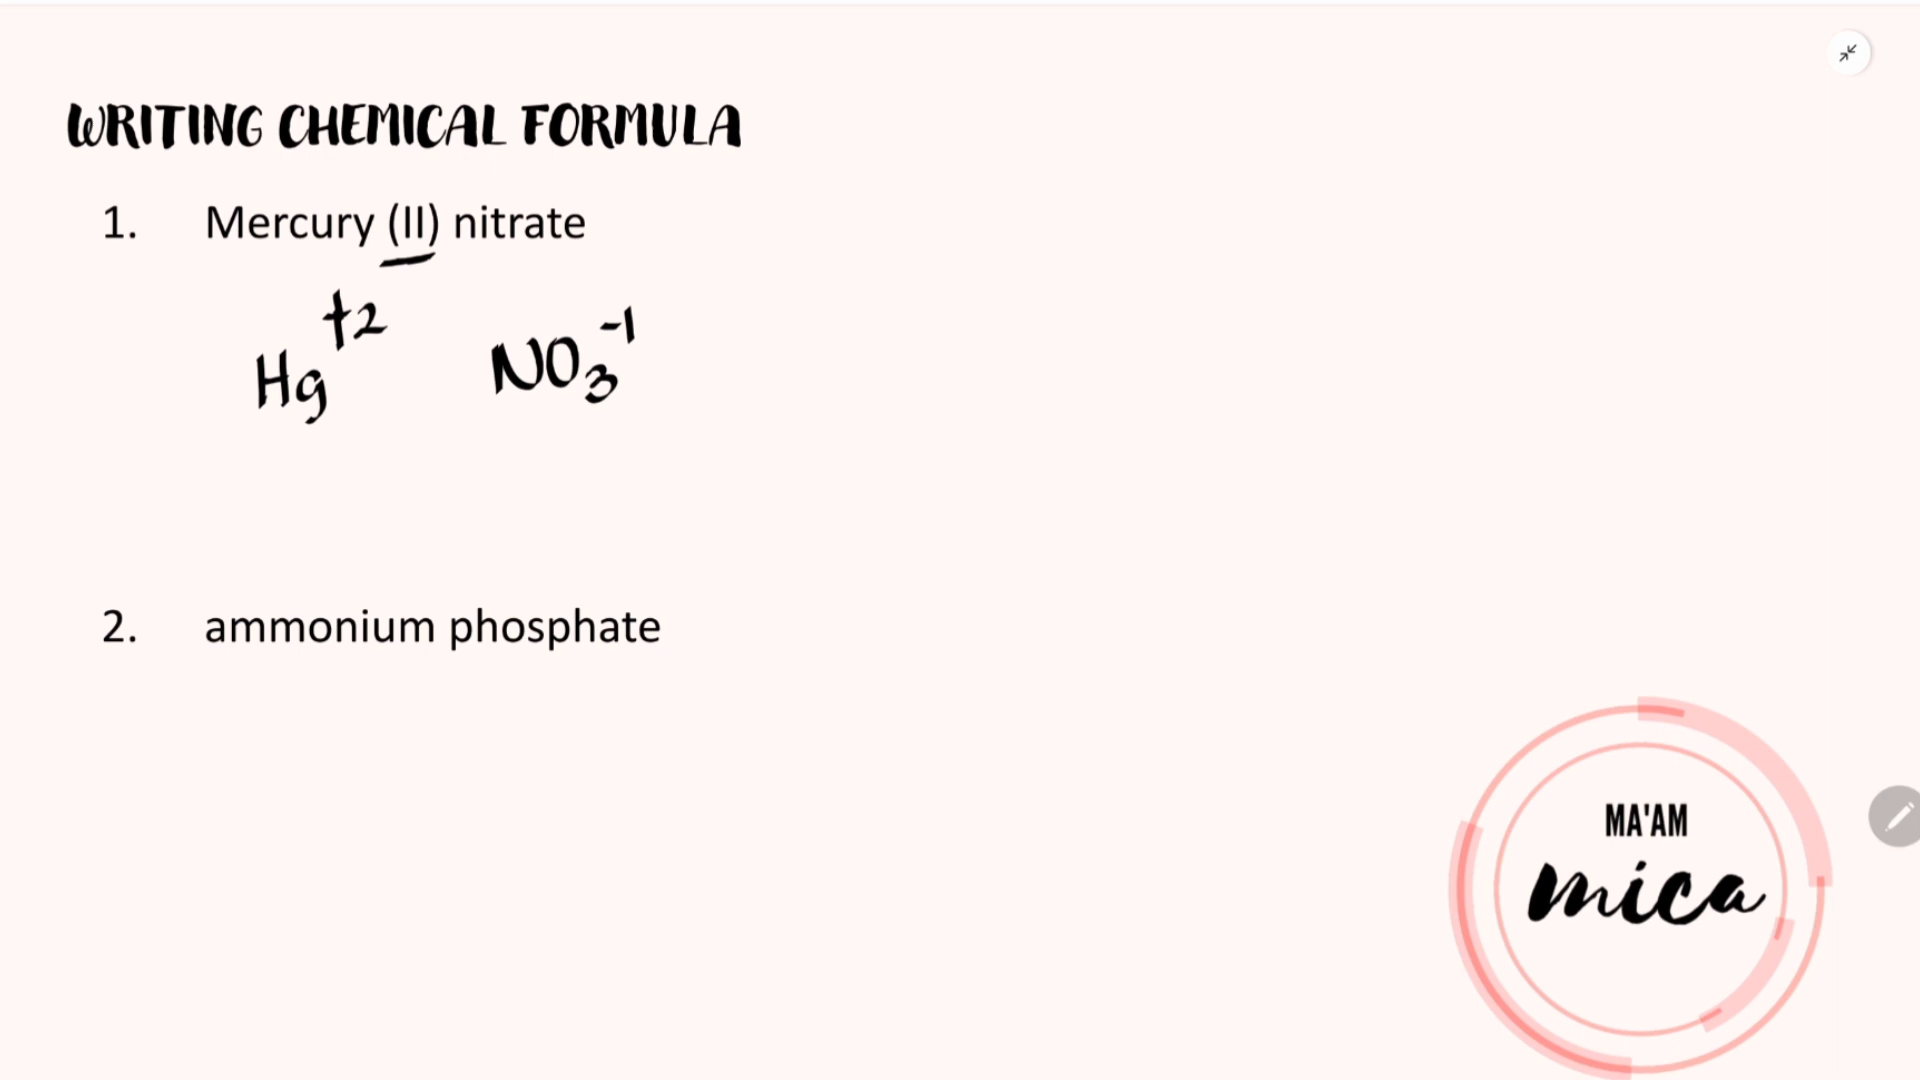 WRITING CHEMICAL FORMULA
1. Mercury (II) nitrate
Hg⁺² NO₃⁻¹
2. ammonium phosphate
MA'AM
mica